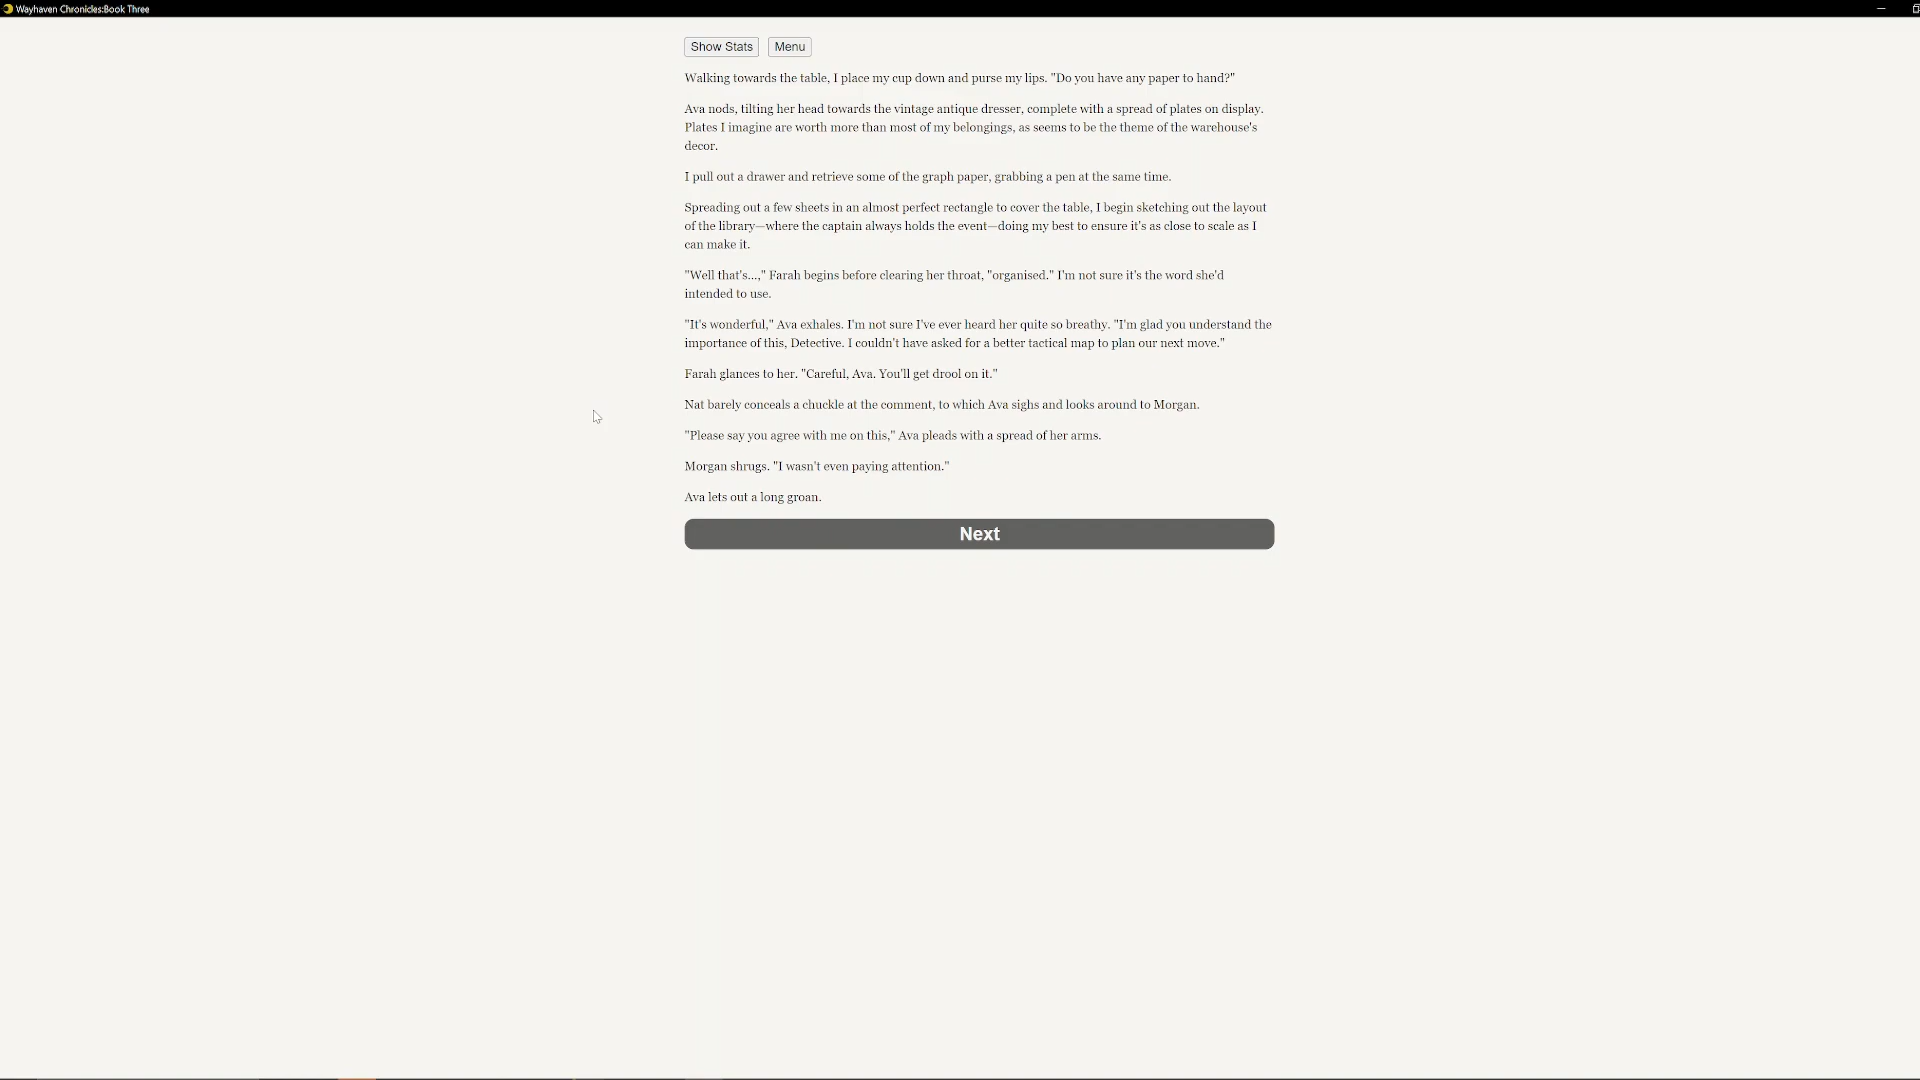 Wayhaven Chronicles:Book Three
Show Stats Menu
Walking towards the table, I place my cup down and purse my lips. "Do you have any paper to hand?"
Ava nods, tilting her head towards the vintage antique dresser, complete with a spread of plates on display.
Plates I imagine are worth more than most of my belongings, as seems to be the theme of the warehouse's
decor.
I pull out a drawer and retrieve some of the graph paper, grabbing a pen at the same time.
Spreading out a few sheets in an almost perfect rectangle to cover the table, I begin sketching out the layout
of the library—where the captain always holds the event—doing my best to ensure it's as close to scale as I
can make it.
"Well that's...," Farah begins before clearing her throat, "organised." I'm not sure it's the word she'd
intended to use.
"It's wonderful," Ava exhales. I'm not sure I've ever heard her quite so breathy. "I'm glad you understand the
importance of this, Detective. I couldn't have asked for a better tactical map to plan our next move."
Farah glances to her. "Careful, Ava. You'll get drool on it."
Nat barely conceals a chuckle at the comment, to which Ava sighs and looks around to Morgan.
"Please say you agree with me on this," Ava pleads with a spread of her arms.
Morgan shrugs. "I wasn't even paying attention."
Ava lets out a long groan.
Next